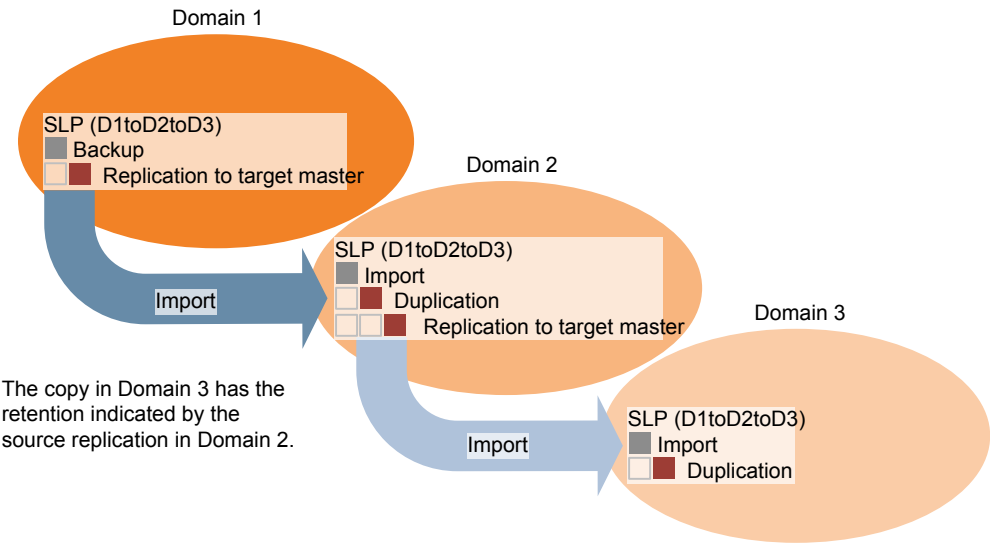 Domain 1
SLP (D1toD2toD3)
Backup
Replication to target master
Import
Domain 2
SLP (D1toD2toD3)
Import
Duplication
Replication to target master
Import
Domain 3
SLP (D1toD2toD3)
Import
Duplication
The copy in Domain 3 has the
retention indicated by the
source replication in Domain 2.